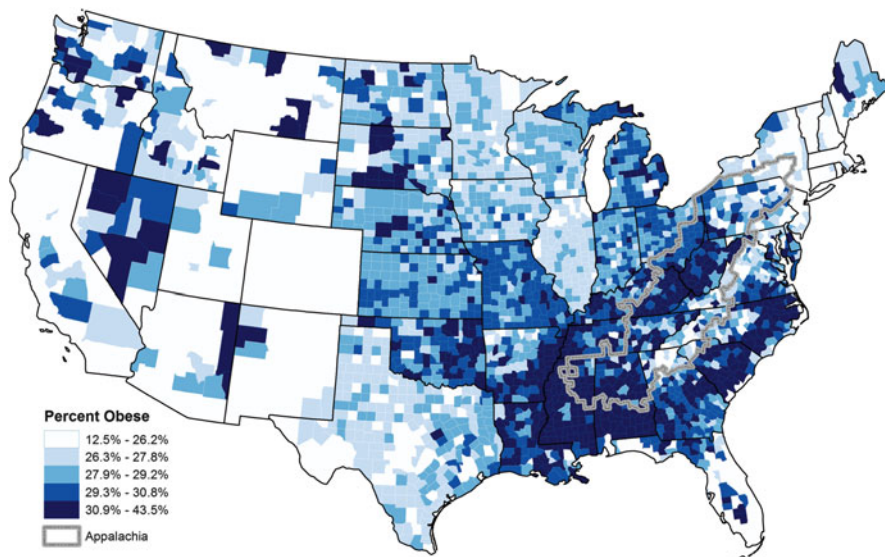 Percent Obese
12.5% - 26.2%
26.3% - 27.8%
27.9% - 29.2%
29.3% - 30.8%
30.9% - 43.5%
Appalachia